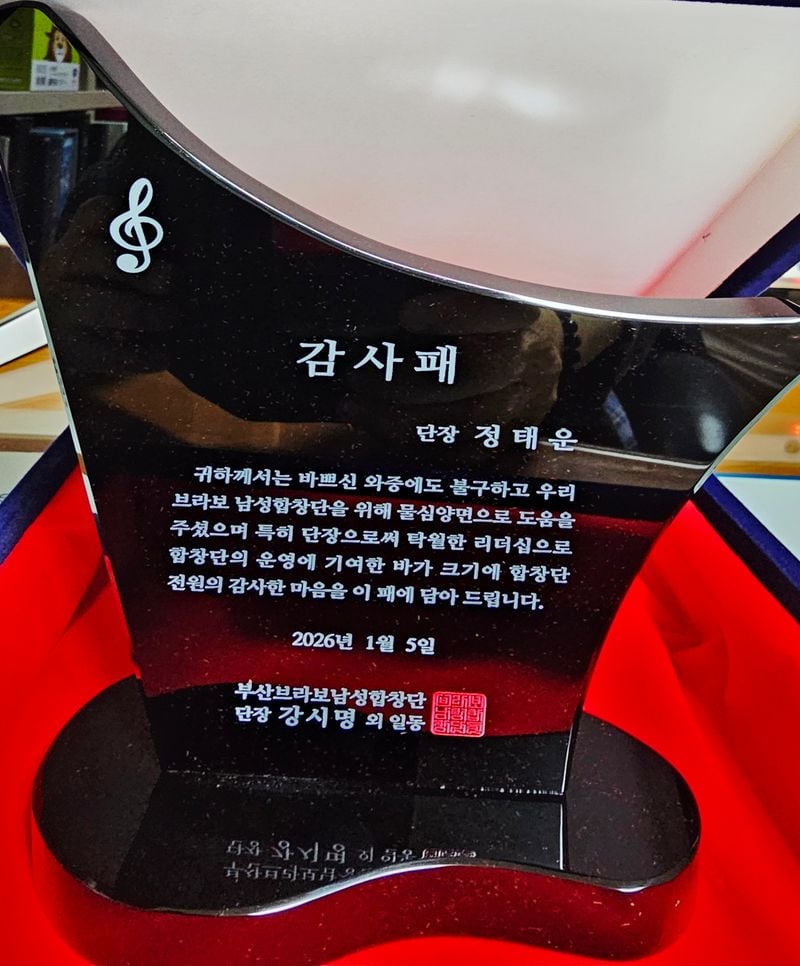 감사패
단장 정태운
귀하께서는 바쁘신 와중에도 불구하고 우리
브라보 남성합창단을 위해 물심양면으로 도움을
주셨으며 특히 단장으로써 탁월한 리더십으로
합창단의 운영에 기여한 바가 크기에 합창단
전원의 감사한 마음을 이 패에 담아 드립니다.
2026년 1월 5일
부산브라보남성합창단
단장 강시명 외 일동